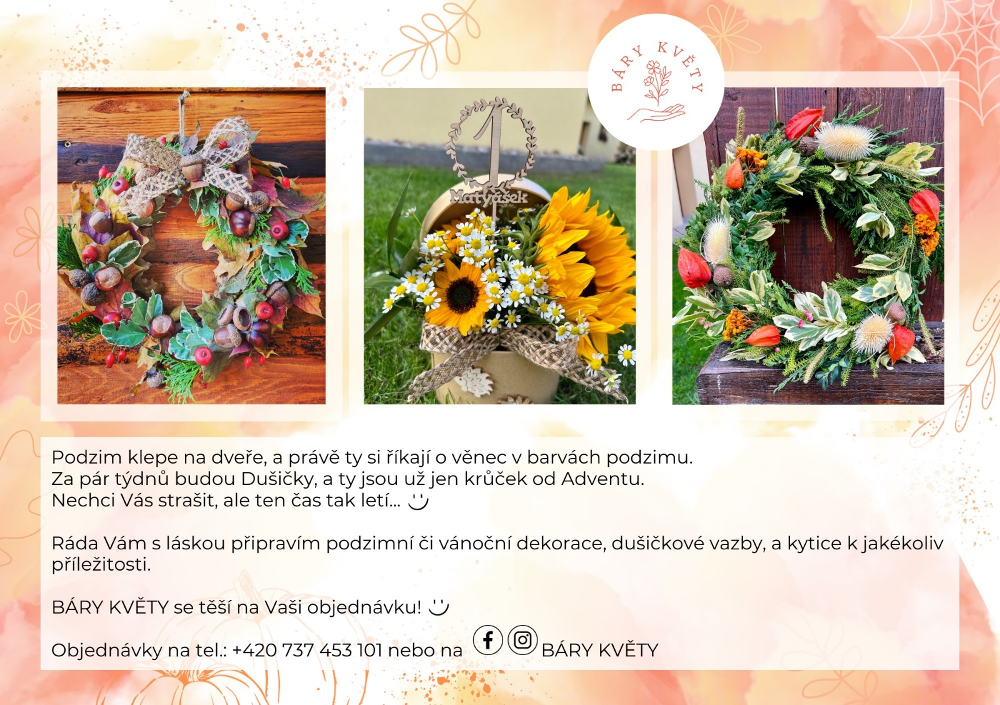 BÁRY KVĚTY
1
Matyášek
Podzim klepe na dveře, a právě ty si říkají o věnec v barvách podzimu.
Za pár týdnů budou Dušičky, a ty jsou už jen krůček od Adventu.
Nechci Vás strašit, ale ten čas tak letí...
Ráda Vám s láskou připravím podzimní či vánoční dekorace, dušičkové vazby, a kytice k jakékoliv
příležitosti.
BÁRY KVĚTY se těší na Vaši objednávku!
Objednávky na tel.: +420 737 453 101 nebo na BÁRY KVĚTY